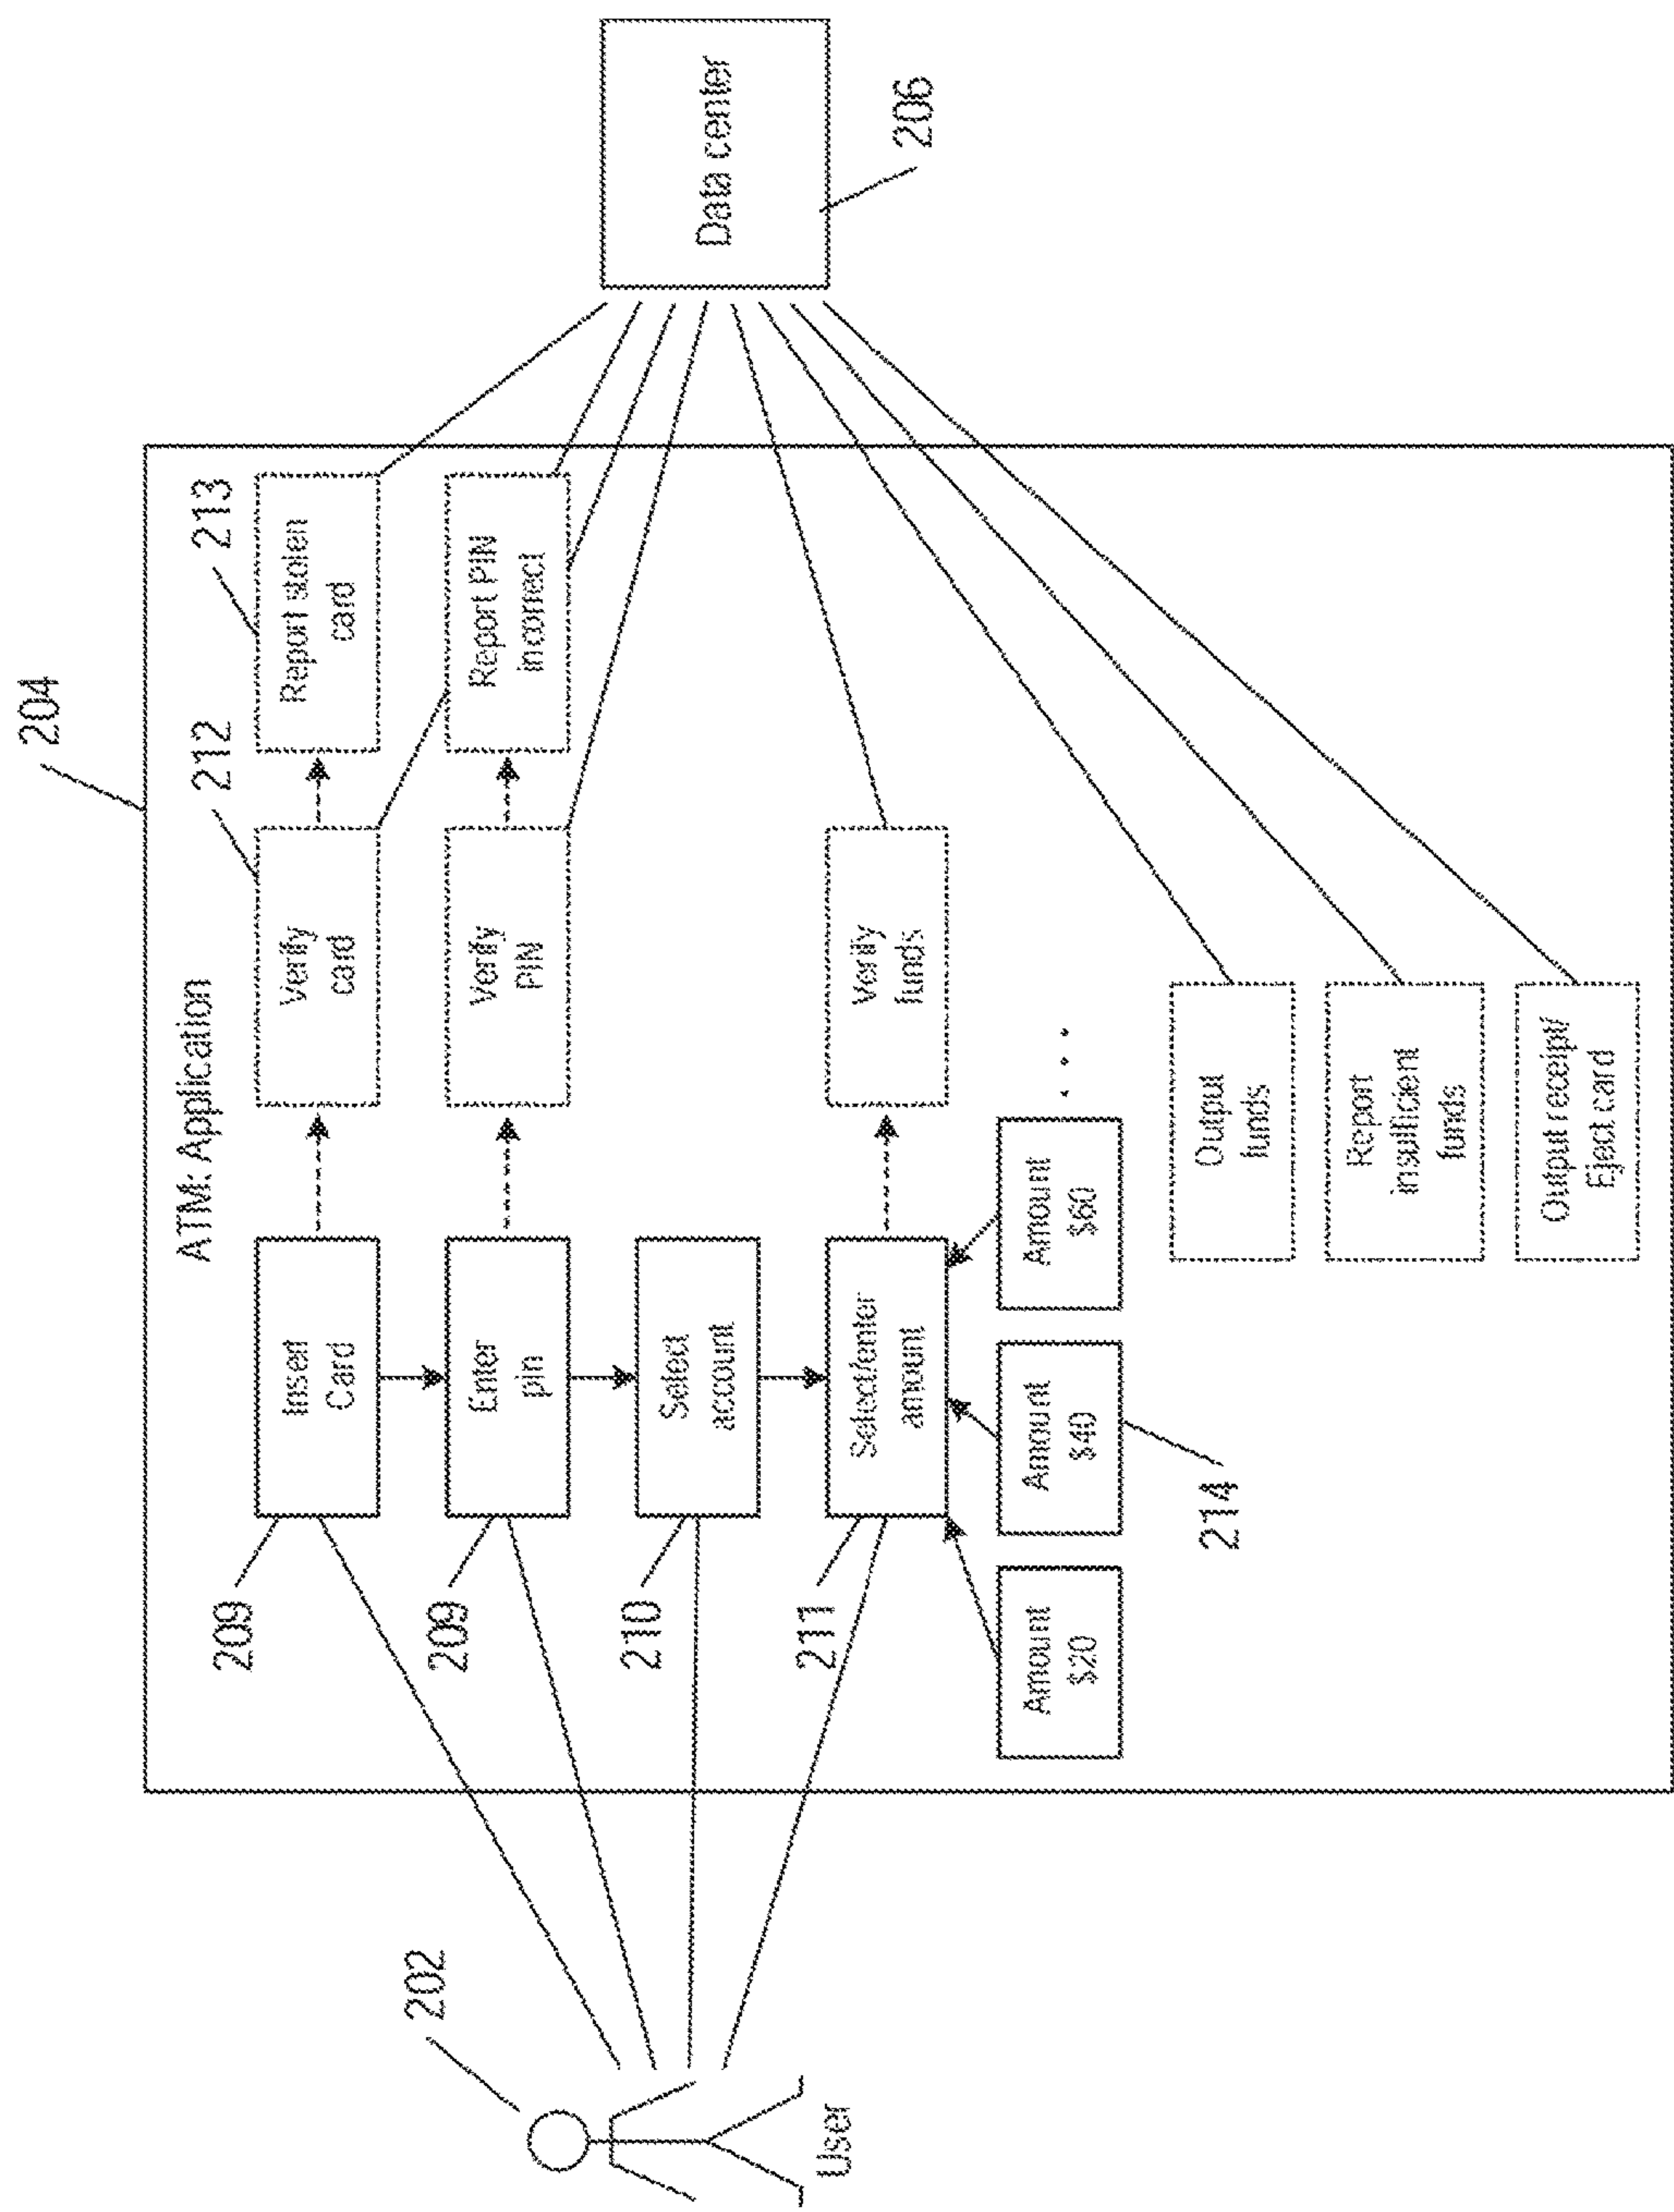 204
ATM: Application
212
213
209
Insert
Card
Verify
card
Report stolen
card
202
209
Enter
pin
Verify
PIN
Report PIN
incorrect
User
210
Select
account
Data center
206
211
Select/enter
amount
Verify
funds
Amount
$20
Amount
$40
Amount
$60
. . .
214
Output
funds
Report
insufficient
funds
Output receipt/
Eject card